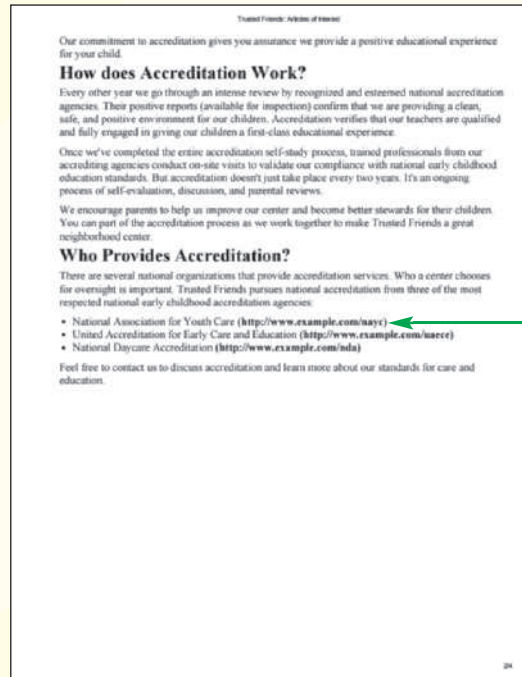 Trusted Friends: Articles of Interest
Our commitment to accreditation gives you assurance we provide a positive educational experience
for your child.
How does Accreditation Work?
Every other year we go through an intense review by recognized and esteemed national accreditation
agencies. Their positive reports (available for inspection) confirm that we are providing a clean,
safe, and positive environment for our children. Accreditation verifies that our teachers are qualified
and fully engaged in giving our children a first-class educational experience.
Once we've completed the entire accreditation self-study process, trained professionals from our
accrediting agencies conduct on-site visits to validate our compliance with national early childhood
education standards. But accreditation doesn't just take place every two years. It's an ongoing
process of self-evaluation, discussion, and parental reviews.
We encourage parents to help us improve our center and become better stewards for their children.
You can part of the accreditation process as we work together to make Trusted Friends a great
neighborhood center.
Who Provides Accreditation?
There are several national organizations that provide accreditation services. Who a center chooses
for oversight is important. Trusted Friends pursues national accreditation from three of the most
respected national early childhood accreditation agencies:
• National Association for Youth Care (http://www.example.com/nayc)
• United Accreditation for Early Care and Education (http://www.example.com/uaece)
• National Daycare Accreditation (http://www.example.com/nda)
Feel free to contact us to discuss accreditation and learn more about our standards for care and
education.
2/4